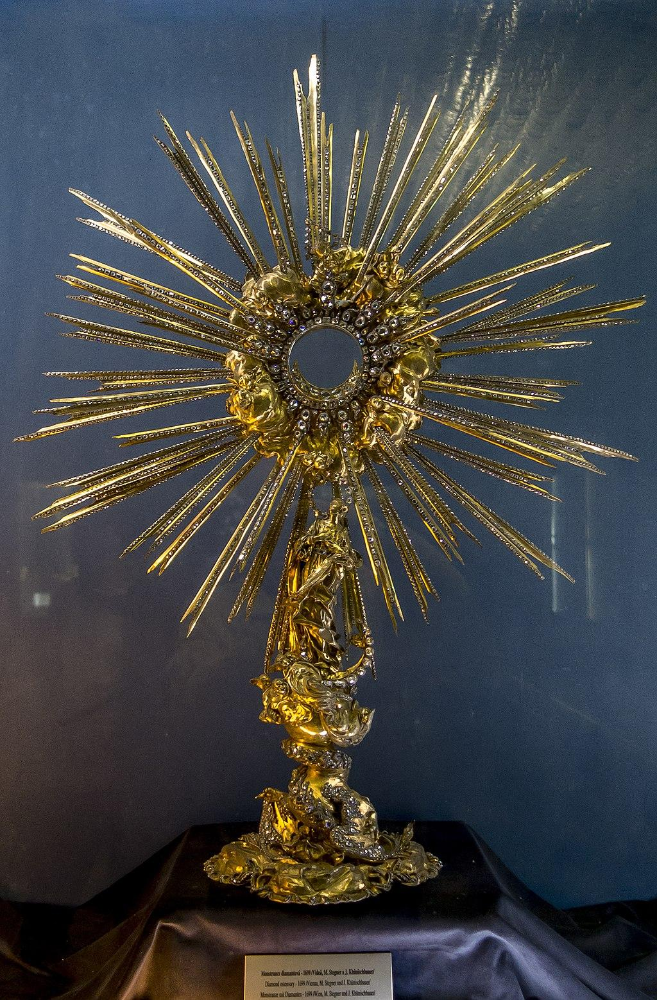 Monstrance diamantová - 1699 /Vídeň, M. Stegner a J. Khünischbauer/
Diamond ostensory - 1699 /Vienna, M. Stegner und J. Khünischbauer/
Monstranze mit Diamanten - 1699 /Wien, M. Stegner und J. Khünischbauer/